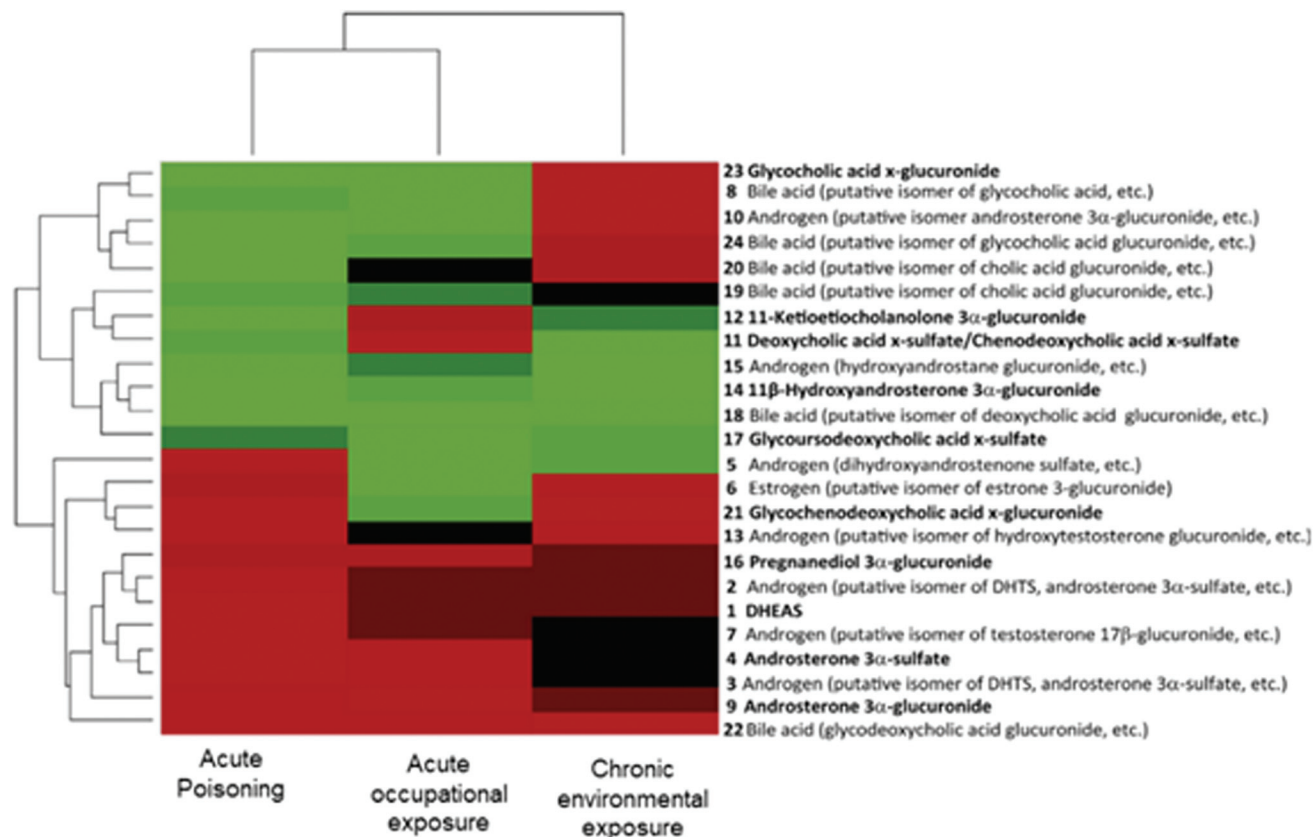 23 Glycocholic acid x-glucuronide
8 Bile acid (putative isomer of glycocholic acid, etc.)
10 Androgen (putative isomer androsterone 3α-glucuronide, etc.)
24 Bile acid (putative isomer of glycocholic acid glucuronide, etc.)
20 Bile acid (putative isomer of cholic acid glucuronide, etc.)
19 Bile acid (putative isomer of cholic acid glucuronide, etc.)
12 11-Ketioetiocholanolone 3α-glucuronide
11 Deoxycholic acid x-sulfate/Chenodeoxycholic acid x-sulfate
15 Androgen (hydroxyandrostane glucuronide, etc.)
14 11β-Hydroxyandrosterone 3α-glucuronide
18 Bile acid (putative isomer of deoxycholic acid glucuronide, etc.)
17 Glycoursodeoxycholic acid x-sulfate
5 Androgen (dihydroxyandrostenone sulfate, etc.)
6 Estrogen (putative isomer of estrone 3-glucuronide)
21 Glycochenodeoxycholic acid x-glucuronide
13 Androgen (putative isomer of hydroxytestosterone glucuronide, etc.)
16 Pregnanediol 3α-glucuronide
2 Androgen (putative isomer of DHTS, androsterone 3α-sulfate, etc.)
1 DHEAS
7 Androgen (putative isomer of testosterone 17β-glucuronide, etc.)
4 Androsterone 3α-sulfate
3 Androgen (putative isomer of DHTS, androsterone 3α-sulfate, etc.)
9 Androsterone 3α-glucuronide
22 Bile acid (glycodeoxycholic acid glucuronide, etc.)
Acute
Poisoning
Acute
occupational
exposure
Chronic
environmental
exposure